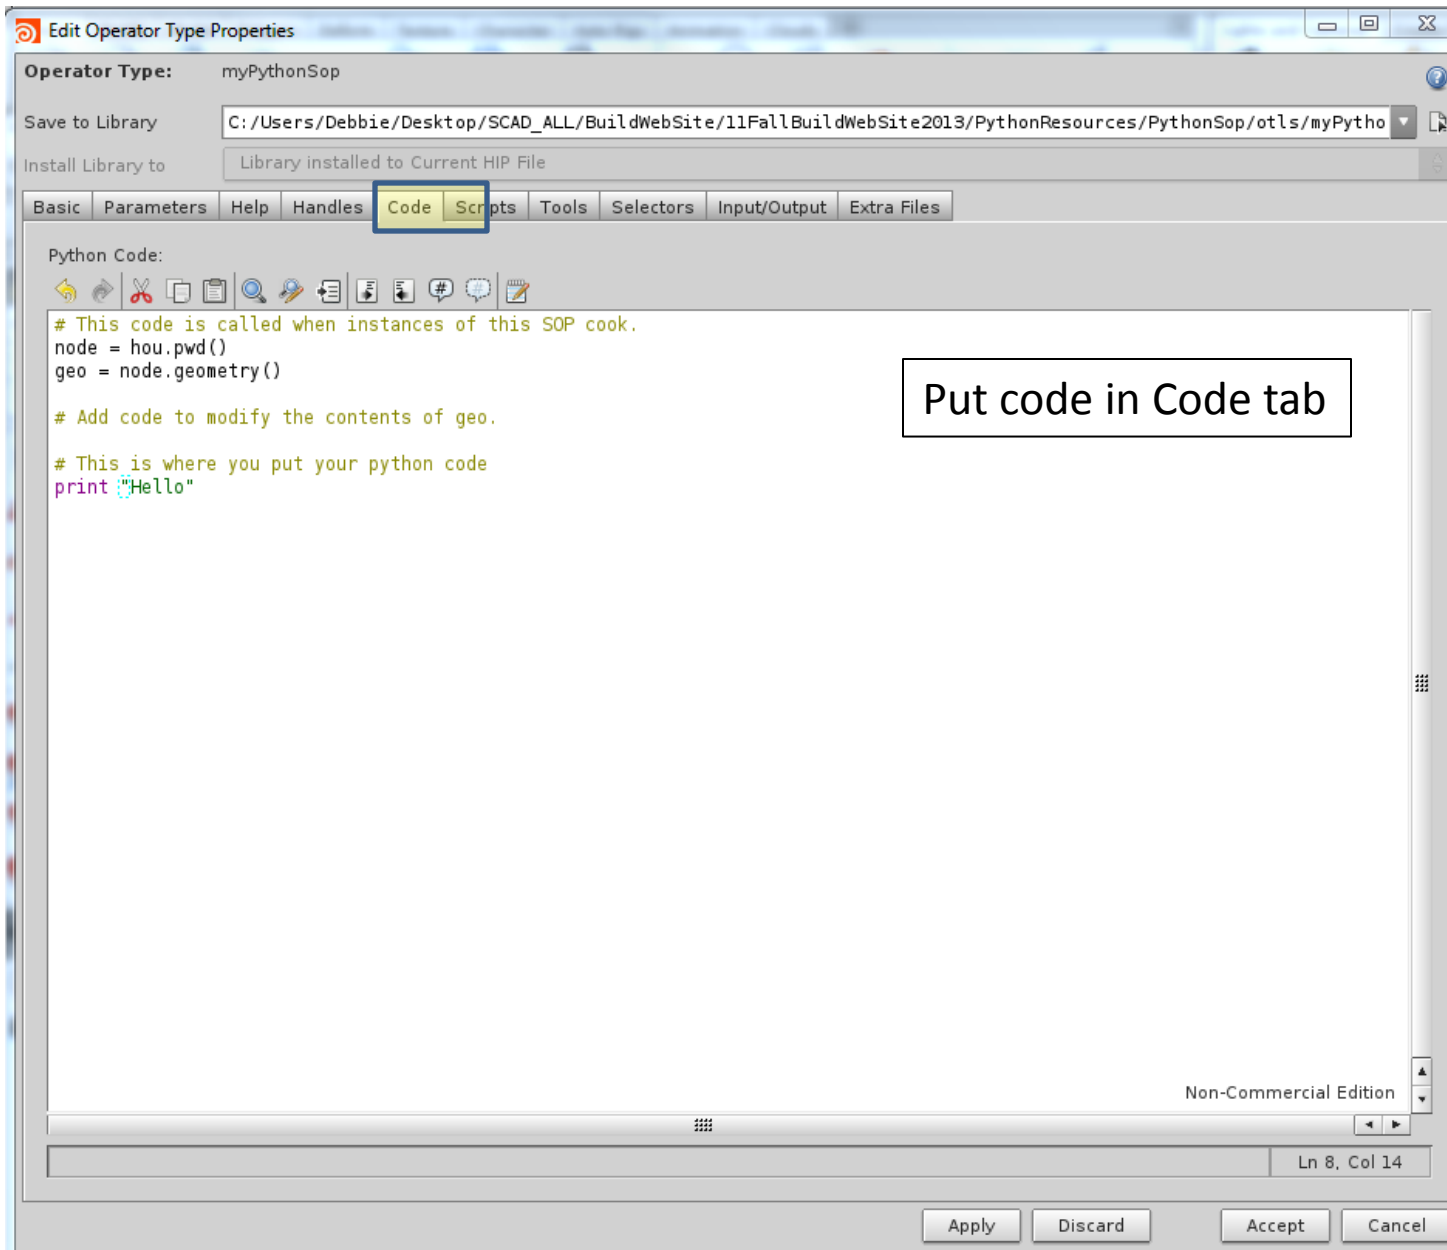 Edit Operator Type Properties
Operator Type: myPythonSop
Save to Library C:/Users/Debbie/Desktop/SCAD_ALL/BuildWebSite/11FallBuildWebSite2013/PythonResources/PythonSop/otls/myPytho
Install Library to Library installed to Current HIP File
Basic Parameters Help Handles Code Scripts Tools Selectors Input/Output Extra Files
Python Code:
# This code is called when instances of this SOP cook.
node = hou.pwd()
geo = node.geometry()
Put code in Code tab
# Add code to modify the contents of geo.
# This is where you put your python code
print "Hello"
Non-Commercial Edition
Ln 8, Col 14
Apply Discard Accept Cancel